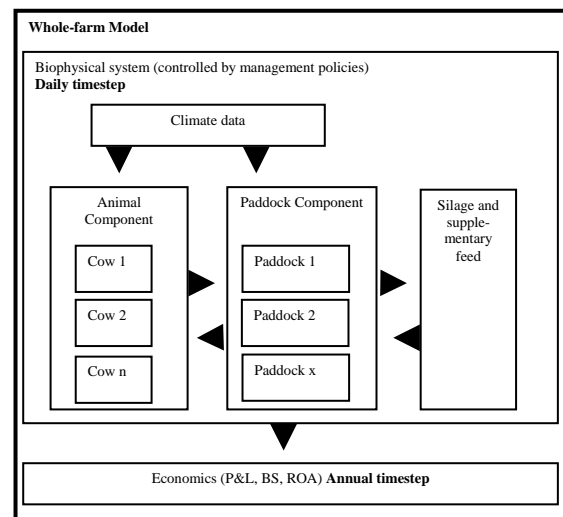 Whole-farm Model
Biophysical system (controlled by management policies)
Daily timestep
Climate data
Animal
Component
Cow 1
Cow 2
Cow n
Paddock Component
Paddock 1
Paddock 2
Paddock x
Silage and
supple-
mentary
feed
Economics (P&L, BS, ROA) Annual timestep